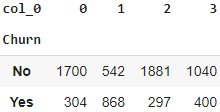 col_0 0 1 2 3
Churn
No 1700 542 1881 1040
Yes 304 868 297 400